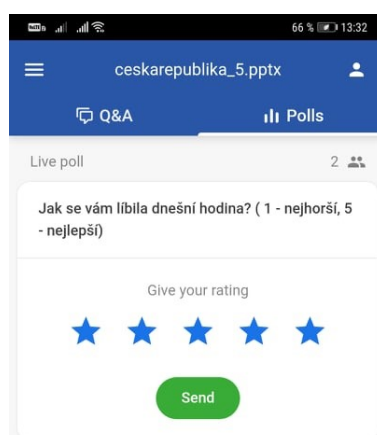 66 % 13:32
ceskarepublika_5.pptx
Q&A Polls
Live poll 2
Jak se vám líbila dnešní hodina? ( 1 - nejhorší, 5
- nejlepší)
Give your rating
Send